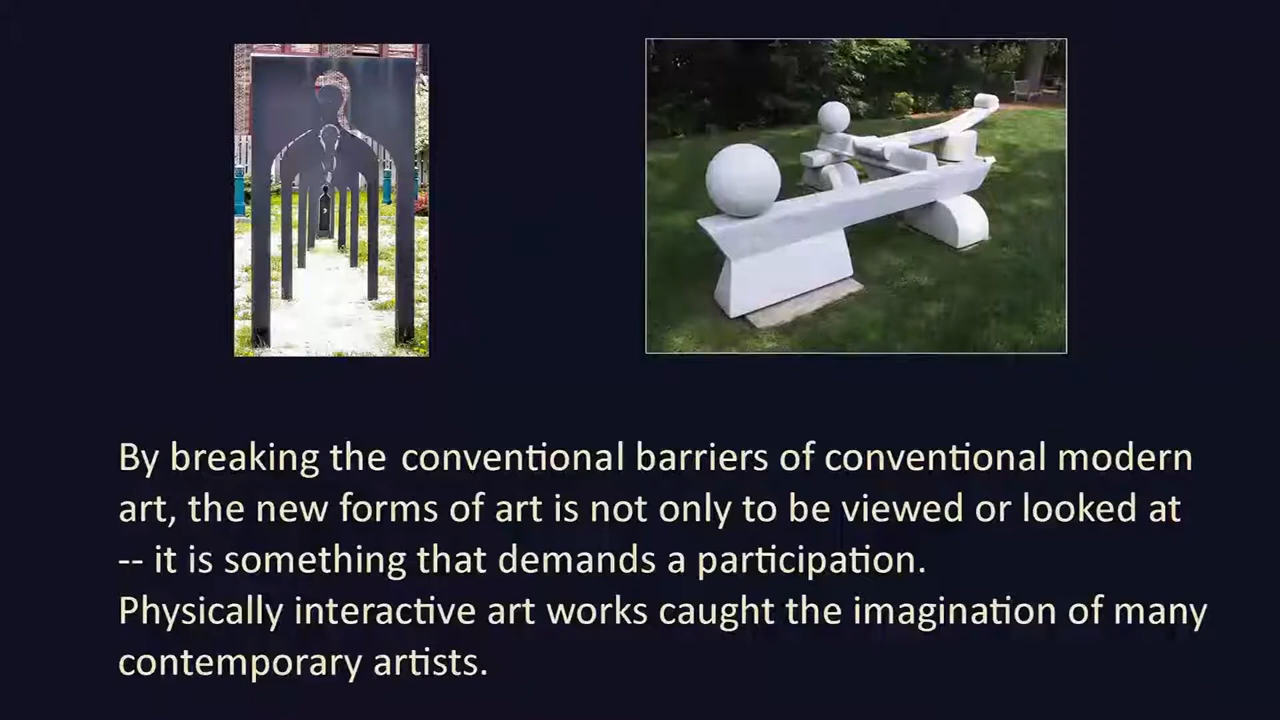 By breaking the conventional barriers of conventional modern
art, the new forms of art is not only to be viewed or looked at
-- it is something that demands a participation.
Physically interactive art works caught the imagination of many
contemporary artists.